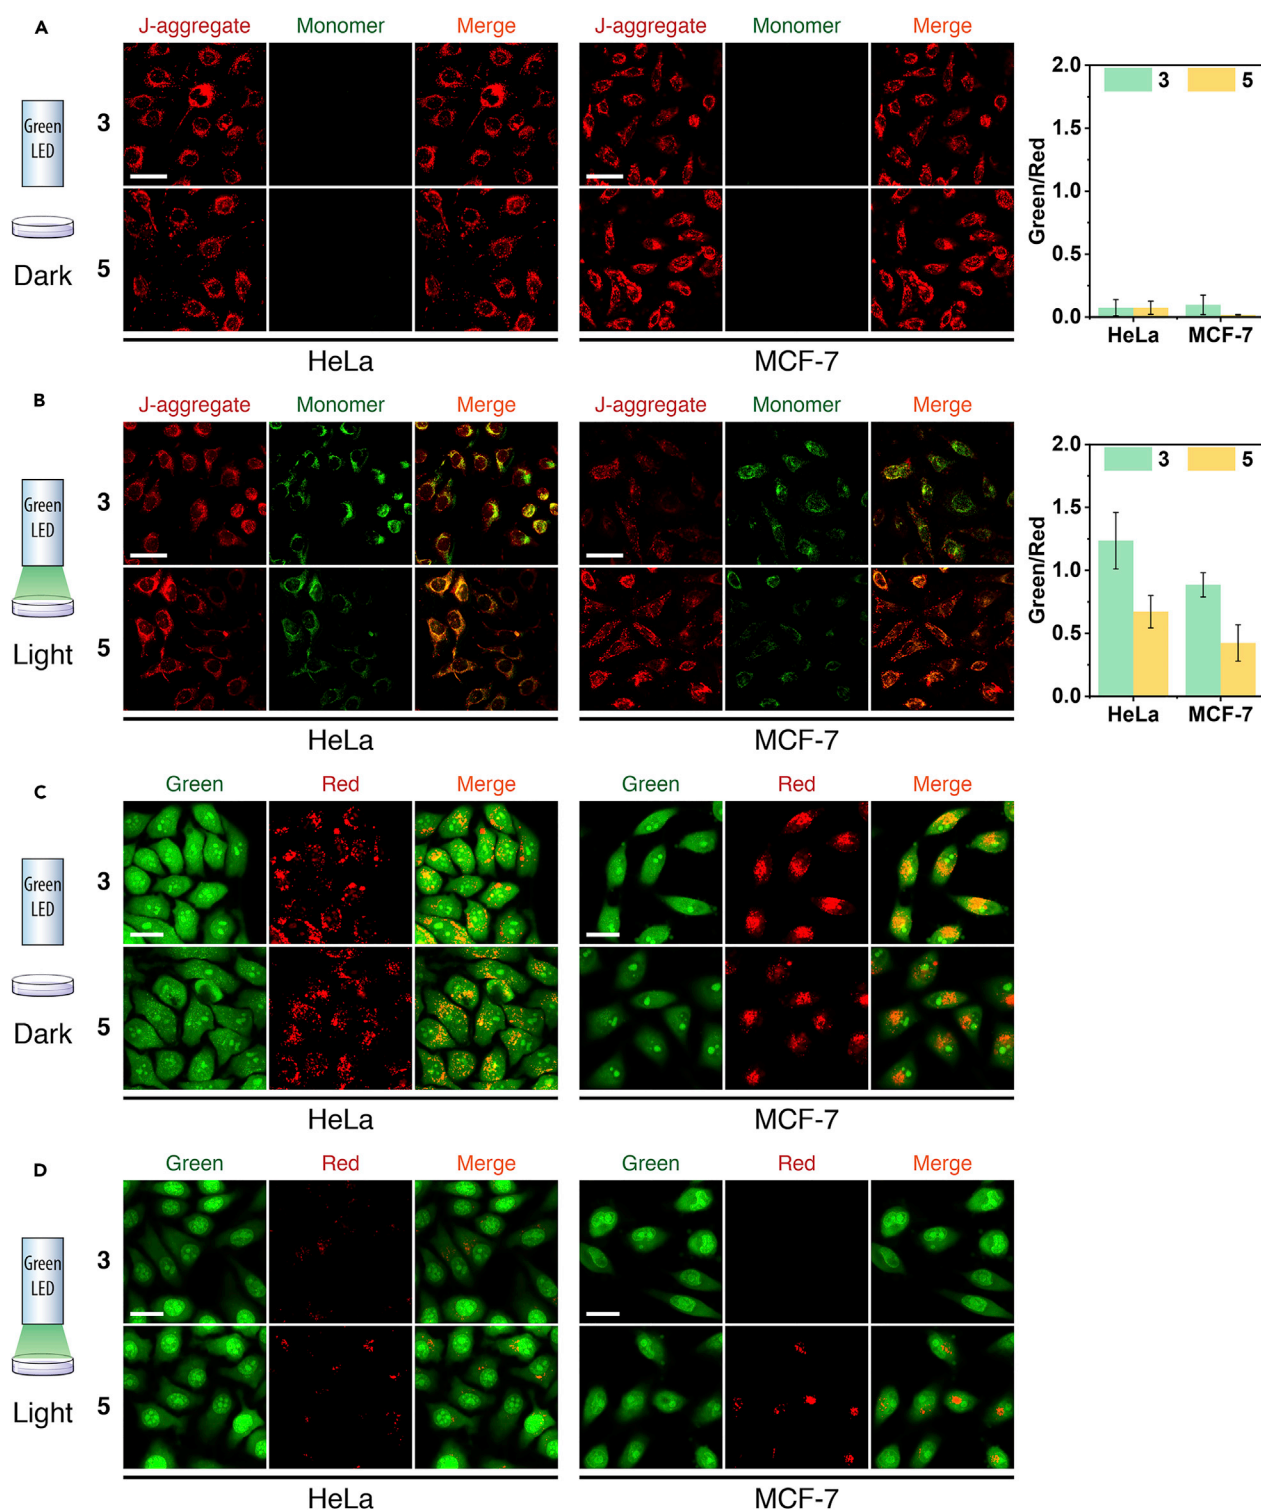 A
J-aggregate Monomer Merge J-aggregate Monomer Merge
Green
LED
3
5
Dark
HeLa MCF-7
2.0
1.5
1.0
0.5
0.0
Green/Red
3 5
HeLa MCF-7
B
J-aggregate Monomer Merge J-aggregate Monomer Merge
Green
LED
3
5
Light
HeLa MCF-7
2.0
1.5
1.0
0.5
0.0
Green/Red
3 5
HeLa MCF-7
C
Green Red Merge Green Red Merge
Green
LED
3
5
Dark
HeLa MCF-7
D
Green Red Merge Green Red Merge
Green
LED
3
5
Light
HeLa MCF-7